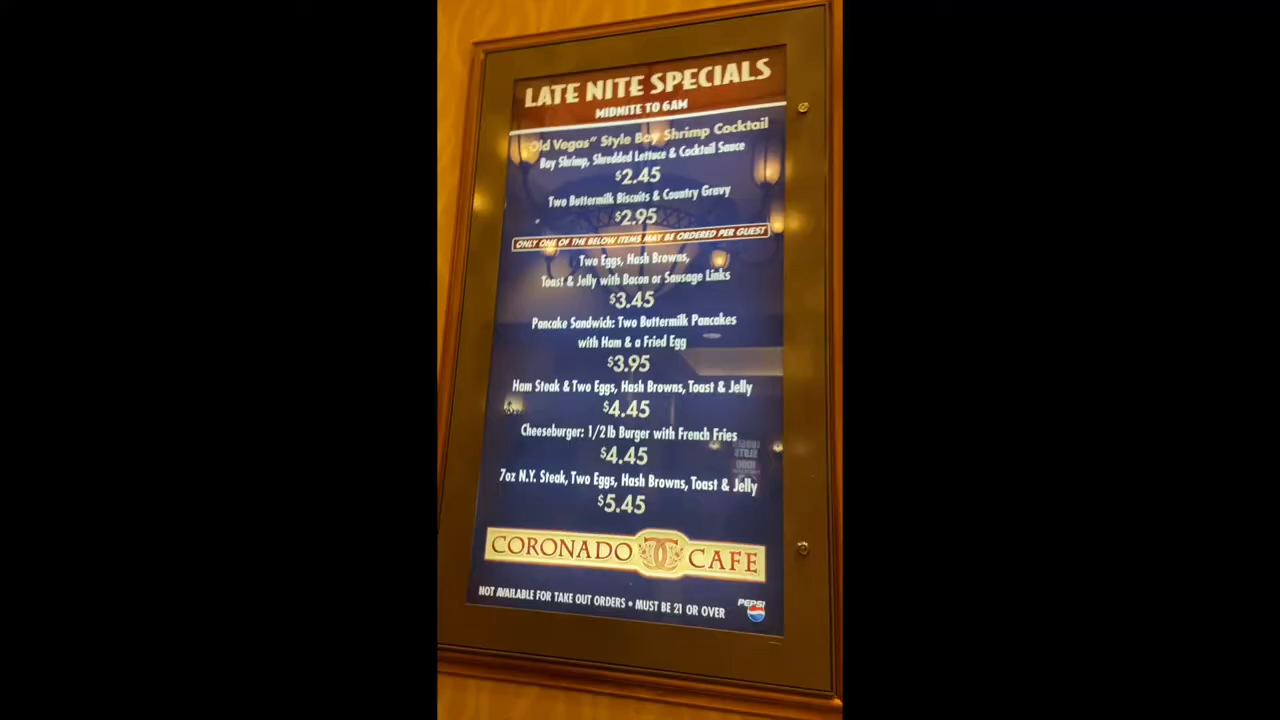 LATE NITE SPECIALS
MIDNITE TO 6AM
"Old Vegas" Style Bay Shrimp Cocktail
Bay Shrimp, Shredded Lettuce & Cocktail Sauce
$2.45
Two Buttermilk Biscuits & Country Gravy
$2.95
ONLY ONE OF THE BELOW ITEMS MAY BE ORDERED PER GUEST
Two Eggs, Hash Browns,
Toast & Jelly with Bacon or Sausage Links
$3.45
Pancake Sandwich: Two Buttermilk Pancakes
with Ham & a Fried Egg
$3.95
Ham Steak & Two Eggs, Hash Browns, Toast & Jelly
$4.45
Cheeseburger: 1/2 lb Burger with French Fries
$4.45
7oz N.Y. Steak, Two Eggs, Hash Browns, Toast & Jelly
$5.45
CORONADO CAFE
NOT AVAILABLE FOR TAKE OUT ORDERS • MUST BE 21 OR OVER
PEPSI